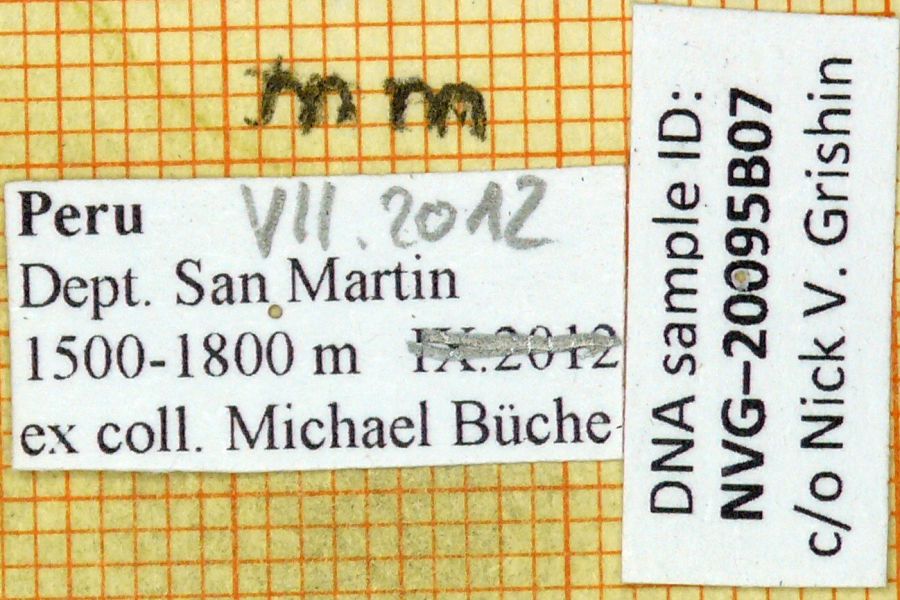 mm
Peru VII.2012
Dept. San Martin
1500-1800 m IX.2012
ex coll. Michael Büche
DNA sample ID:
NVG–20095B07
c/o Nick V. Grishin